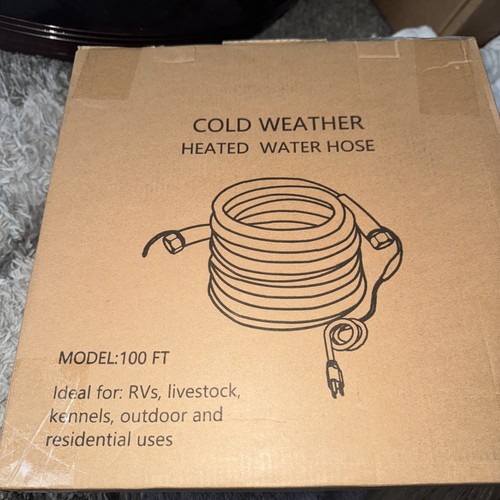 COLD WEATHER
HEATED WATER HOSE
MODEL:100 FT
Ideal for: RVs, livestock,
kennels, outdoor and
residential uses